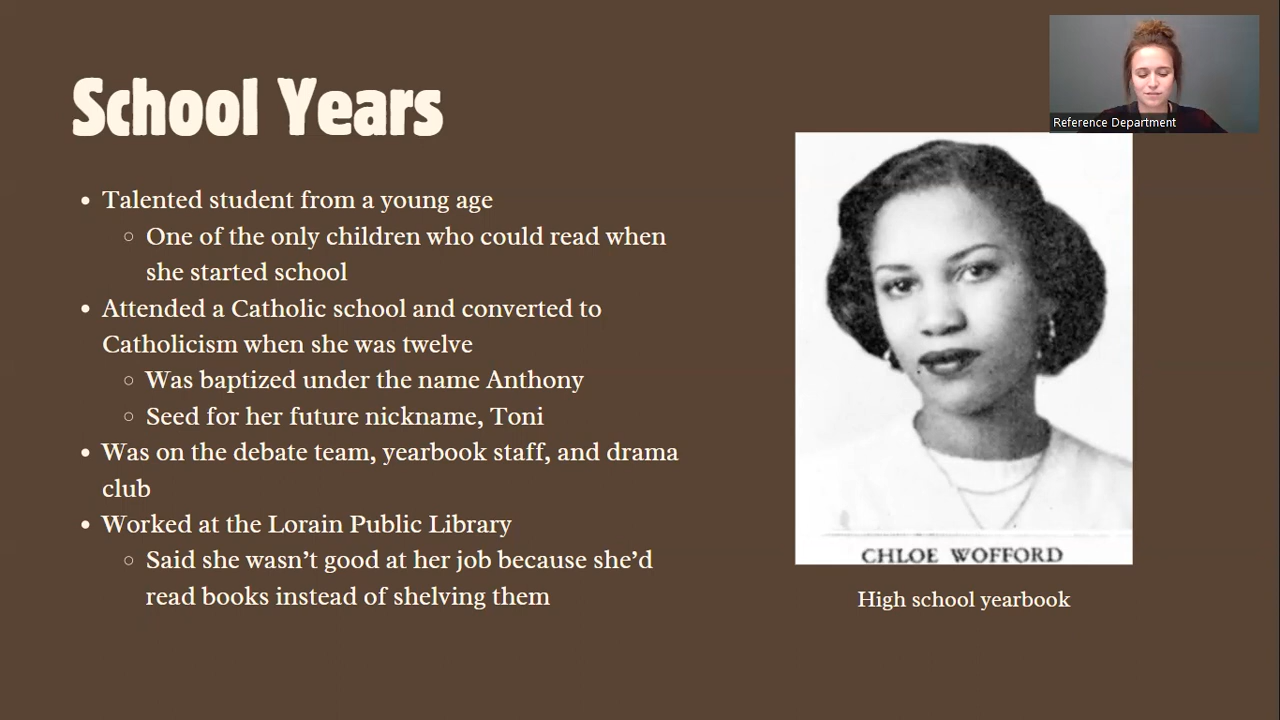 School Years
Reference Department
• Talented student from a young age
○ One of the only children who could read when
she started school
• Attended a Catholic school and converted to
Catholicism when she was twelve
○ Was baptized under the name Anthony
○ Seed for her future nickname, Toni
• Was on the debate team, yearbook staff, and drama
club
• Worked at the Lorain Public Library
○ Said she wasn’t good at her job because she’d
read books instead of shelving them
CHLOE WOFFORD
High school yearbook